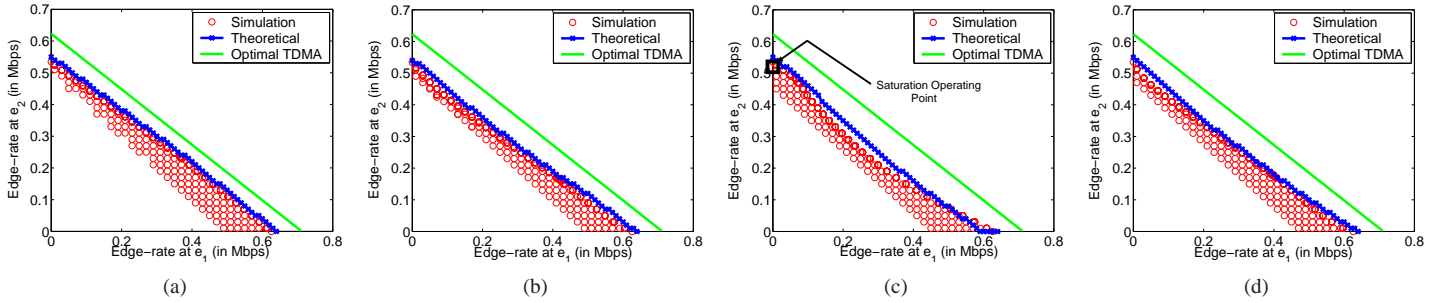 0.7
0.6
0.5
0.4
0.3
0.2
0.1
0
0
0.2
0.4
0.6
0.8
Edge−rate at e2 (in Mbps)
Edge−rate at e1 (in Mbps)
Simulation
Theoretical
Optimal TDMA
(a)
0.7
0.6
0.5
0.4
0.3
0.2
0.1
0
0
0.2
0.4
0.6
0.8
Edge−rate at e2 (in Mbps)
Edge−rate at e1 (in Mbps)
Simulation
Theoretical
Optimal TDMA
(b)
0.7
0.6
0.5
0.4
0.3
0.2
0.1
0
0
0.2
0.4
0.6
0.8
Edge−rate at e2 (in Mbps)
Edge−rate at e1 (in Mbps)
Simulation
Theoretical
Optimal TDMA
Saturation Operating
Point
(c)
0.7
0.6
0.5
0.4
0.3
0.2
0.1
0
0
0.2
0.4
0.6
0.8
Edge−rate at e2 (in Mbps)
Edge−rate at e1 (in Mbps)
Simulation
Theoretical
Optimal TDMA
(d)